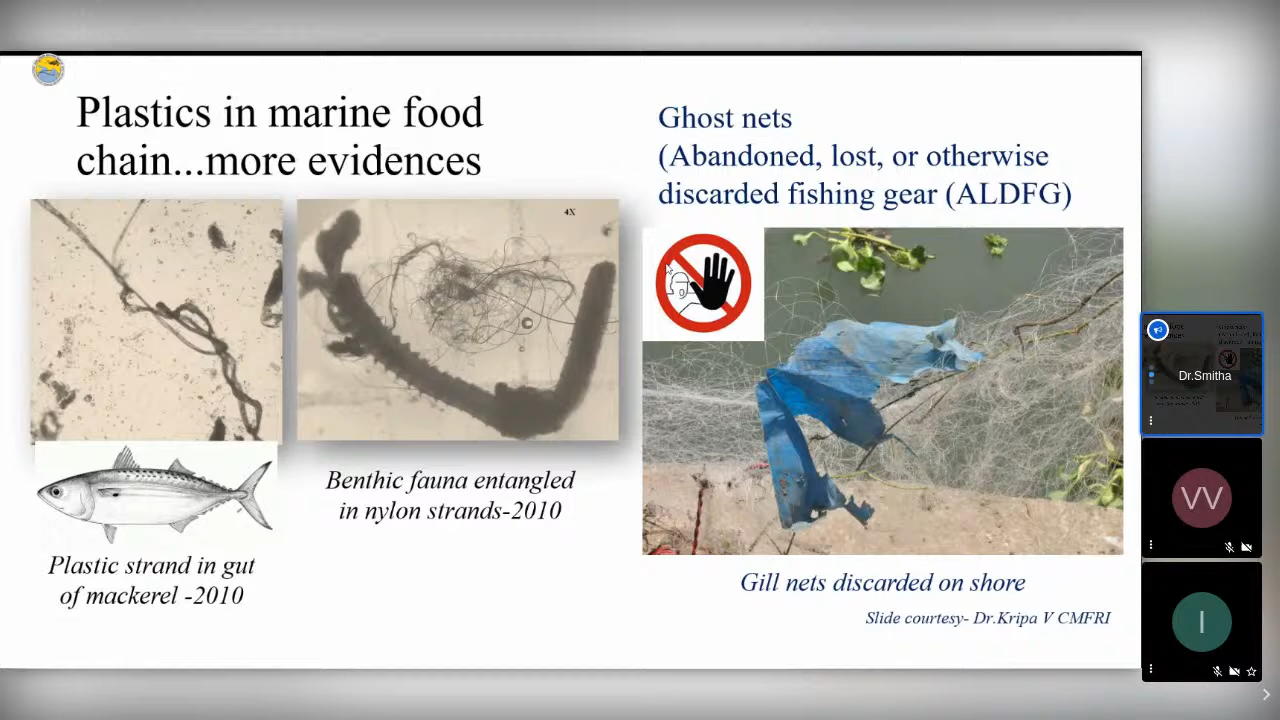 Plastics in marine food
chain...more evidences
4X
Plastic strand in gut
of mackerel -2010
Benthic fauna entangled
in nylon strands-2010
Ghost nets
(Abandoned, lost, or otherwise
discarded fishing gear (ALDFG)
Gill nets discarded on shore
Slide courtesy- Dr.Kripa V CMFRI
Dr.Smitha
VV
I